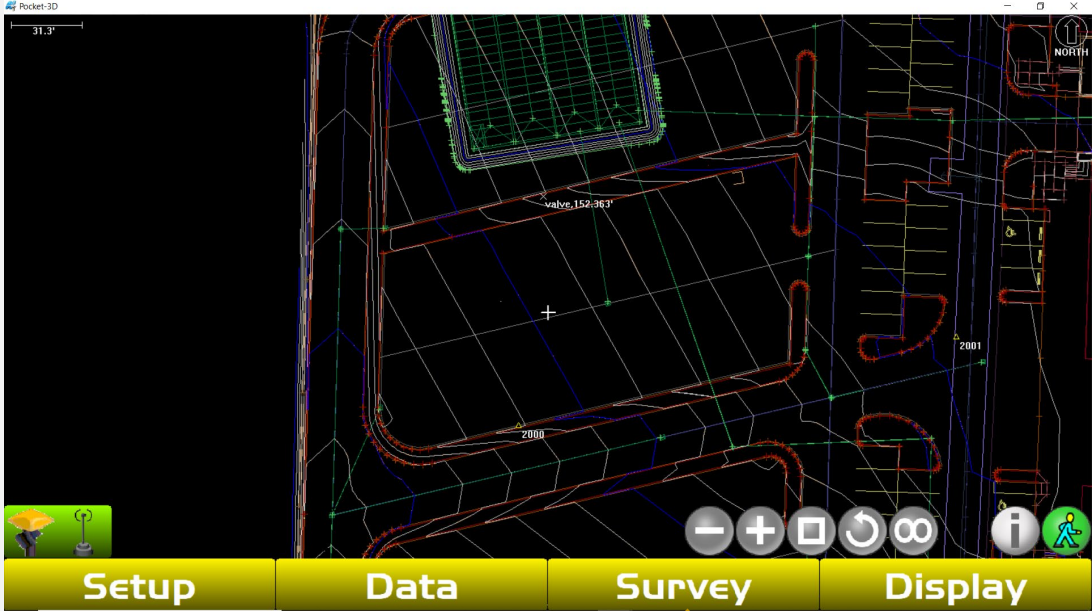 Pocket-3D
31.3'
NORTH
valve,152.363'
2001
2000
Setup
Data
Survey
Display